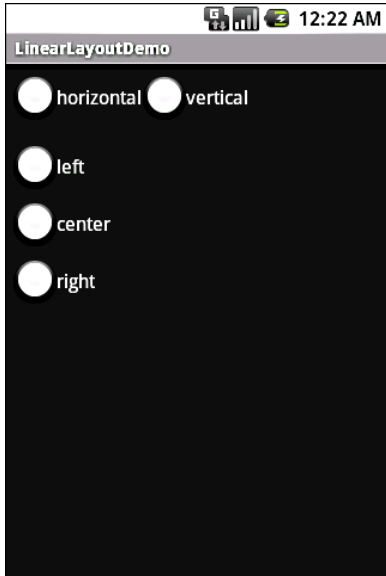 G 12:22 AM
LinearLayoutDemo
horizontal vertical
left
center
right